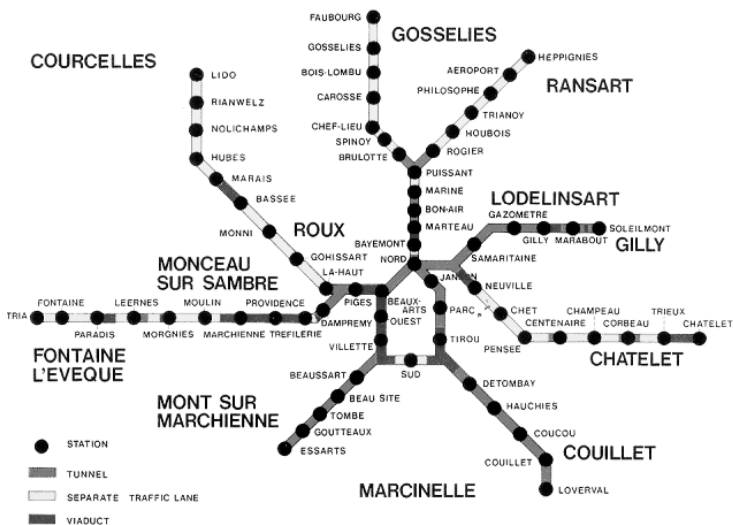 FAUBOURG
GOSSELIES
GOSSELIES
HEPPIGNIES
COURCELLES
LIDO
BOIS-LOMBU
AEROPORT
RANSART
PHILOSOPHE
RIANWELZ
CAROSSE
TRIANOY
NOLICHAMPS
CHEF-LIEU
HOUBOIS
SPINOY
ROGIER
HUBES
BRULOTTE
PUISSANT
MARAIS
MARINE
BASSEE
LODELINSART
BON-AIR
GAZOMETRE
ROUX
MARTEAU
SOLEILMONT
MONNI
BAYEMONT
GILLY
MARABOUT
GILLY
GOHISSART
NORD
SAMARITAINE
MONCEAU
SUR SAMBRE
LA-HAUT
JANSON
NEUVILLE
FONTAINE
LEERNES
MOULIN
PROVIDENCE
PIGES
BEAUX-
ARTS
PARC
CHET
CHAMPEAU
TRIEUX
TRIA
DAMPREMY
OUEST
CENTENAIRE
CORBEAU
CHATELET
PARADIS
MORGNIES
MARCHIENNE
TREFILERIE
VILLETTE
TIROU
PENSEE
FONTAINE
L'EVEQUE
CHATELET
BEAUSSART
SUD
DETOMBAY
MONT SUR
MARCHIENNE
BEAU SITE
HAUCHIES
TOMBE
GOUTTEAUX
COUCOU
STATION
ESSARTS
COUILLET
COUILLET
TUNNEL
MARCINELLE
LOVERVAL
SEPARATE TRAFFIC LANE
VIADUCT